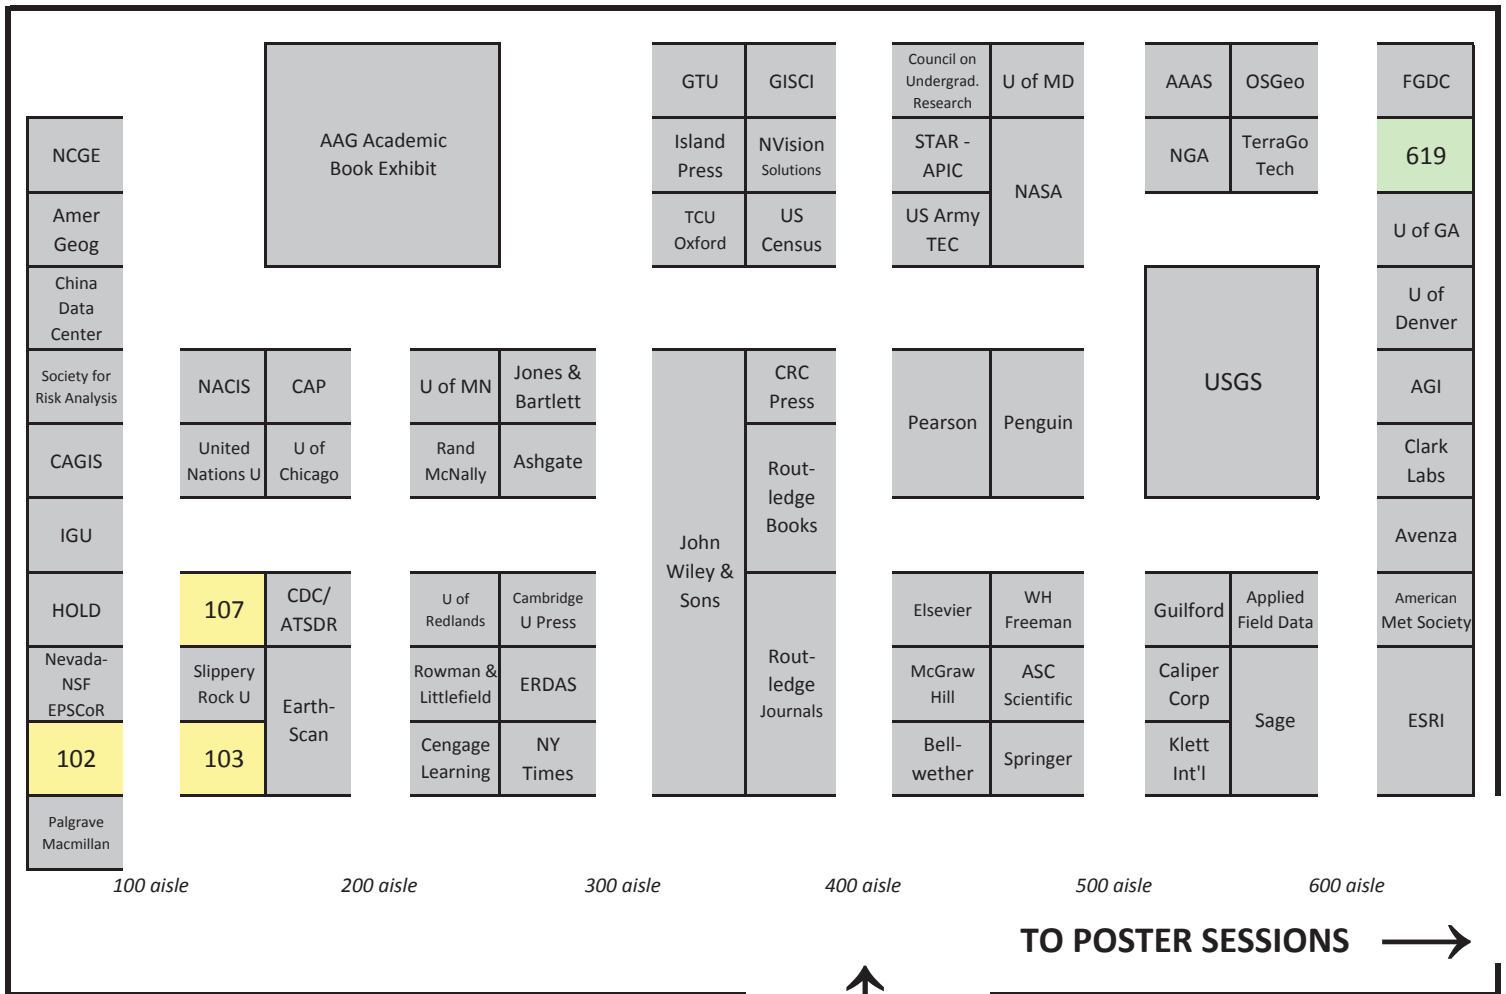 AAG Academic
Book Exhibit
GTU
GISCI
Council on
Undergrad.
Research
U of MD
AAAS
OSGeo
FGDC
NCGE
Island
Press
NVision
Solutions
STAR -
APIC
NASA
NGA
TerraGo
Tech
619
Amer
Geog
TCU
Oxford
US
Census
US Army
TEC
U of GA
China
Data
Center
USGS
U of
Denver
Society for
Risk Analysis
NACIS
CAP
U of MN
Jones &
Bartlett
John
Wiley &
Sons
CRC
Press
Pearson
Penguin
AGI
CAGIS
United
Nations U
U of
Chicago
Rand
McNally
Ashgate
Rout-
ledge
Books
Clark
Labs
IGU
Avenza
HOLD
107
CDC/
ATSDR
U of
Redlands
Cambridge
U Press
Rout-
ledge
Journals
Elsevier
WH
Freeman
Guilford
Applied
Field Data
American
Met Society
Nevada-
NSF
EPSCoR
Slippery
Rock U
Earth-
Scan
Rowman &
Littlefield
ERDAS
McGraw
Hill
ASC
Scientific
Caliper
Corp
Sage
ESRI
102
103
Cengage
Learning
NY
Times
Bell-
wether
Springer
Klett
Int'l
Palgrave
Macmillan
100 aisle
200 aisle
300 aisle
400 aisle
500 aisle
600 aisle
TO POSTER SESSIONS